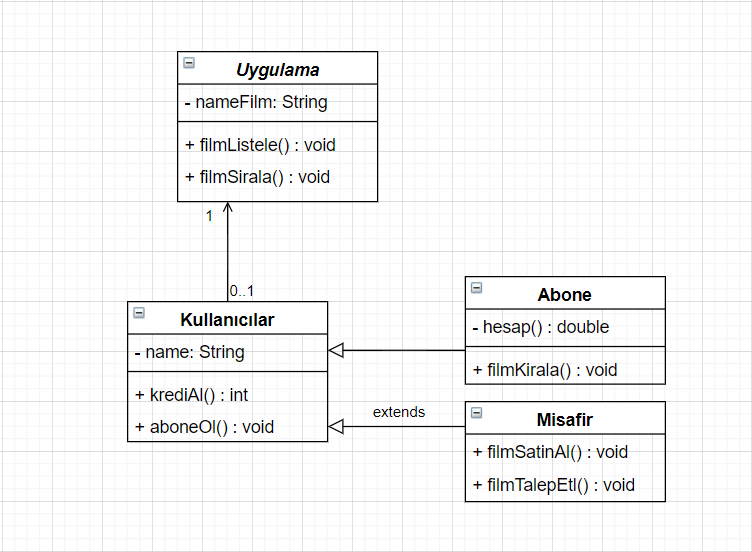 Uygulama
- nameFilm: String
+ filmListele() : void
+ filmSirala() : void
1
0..1
Kullanıcılar
- name: String
+ krediAl() : int
+ aboneOl() : void
Abone
- hesap() : double
+ filmKirala() : void
extends
Misafir
+ filmSatinAl() : void
+ filmTalepEtl() : void